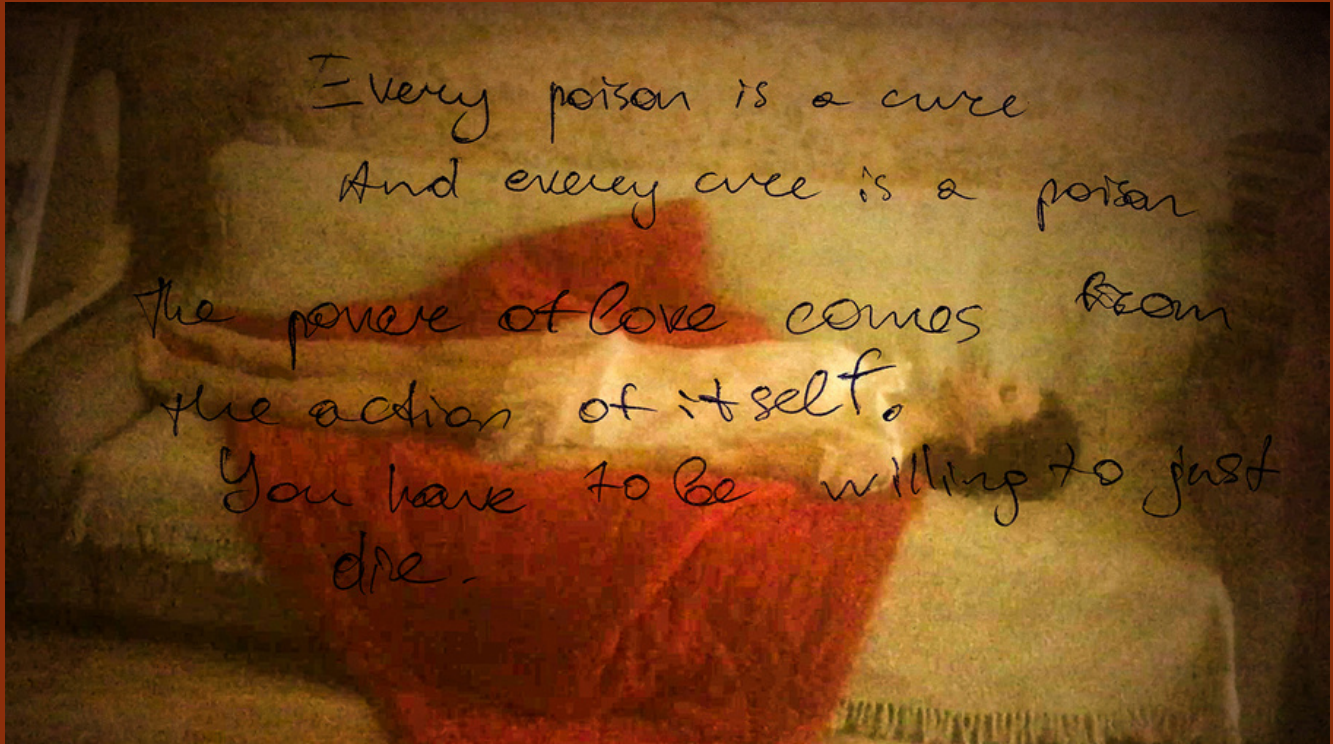 Every poison is a cure
And every cure is a poison
The power of love comes from
the action of itself.
You have to be willing to just
die.